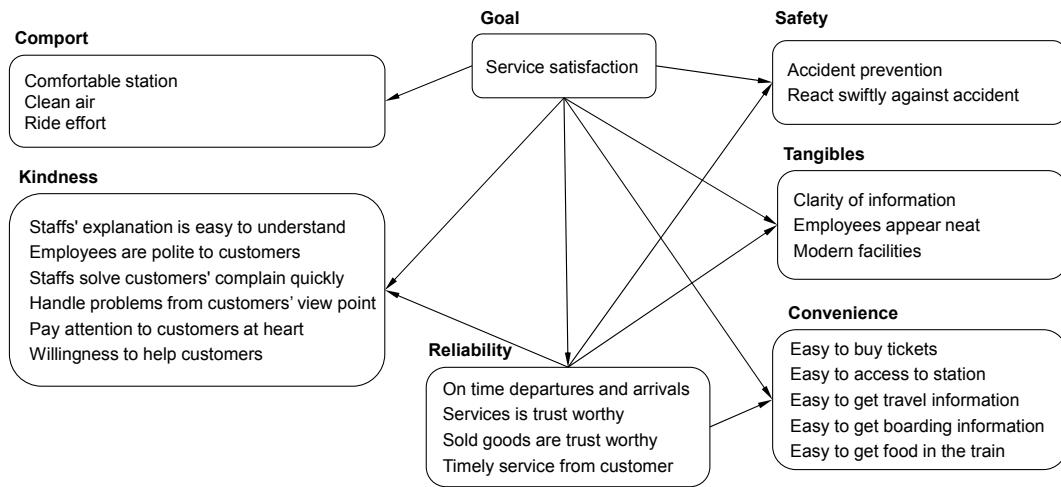 Goal
Service satisfaction
Comport
Comfortable station
Clean air
Ride effort
Safety
Accident prevention
React swiftly against accident
Kindness
Staffs' explanation is easy to understand
Employees are polite to customers
Staffs solve customers' complain quickly
Handle problems from customers’ view point
Pay attention to customers at heart
Willingness to help customers
Tangibles
Clarity of information
Employees appear neat
Modern facilities
Reliability
On time departures and arrivals
Services is trust worthy
Sold goods are trust worthy
Timely service from customer
Convenience
Easy to buy tickets
Easy to access to station
Easy to get travel information
Easy to get boarding information
Easy to get food in the train